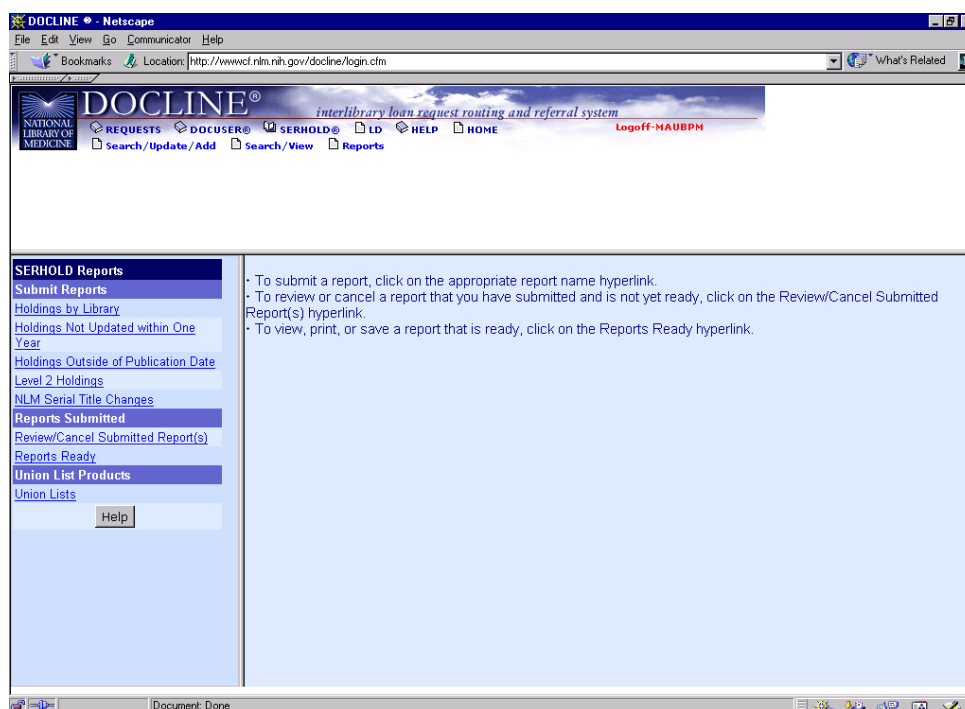 DOCLINE ® - Netscape
File Edit View Go Communicator Help
Bookmarks Location: http://wwwcf.nlm.nih.gov/docline/login.cfm What's Related
DOCLINE®
interlibrary loan request routing and referral system
NATIONAL LIBRARY OF MEDICINE
REQUESTS DOCUSER® SERHOLD® LD HELP HOME Logoff-MAUBPM
Search/Update/Add Search/View Reports
SERHOLD Reports
Submit Reports
Holdings by Library
Holdings Not Updated within One
Year
Holdings Outside of Publication Date
Level 2 Holdings
NLM Serial Title Changes
Reports Submitted
Review/Cancel Submitted Report(s)
Reports Ready
Union List Products
Union Lists
Help
· To submit a report, click on the appropriate report name hyperlink.
· To review or cancel a report that you have submitted and is not yet ready, click on the Review/Cancel Submitted
Report(s) hyperlink.
· To view, print, or save a report that is ready, click on the Reports Ready hyperlink.
Document: Done